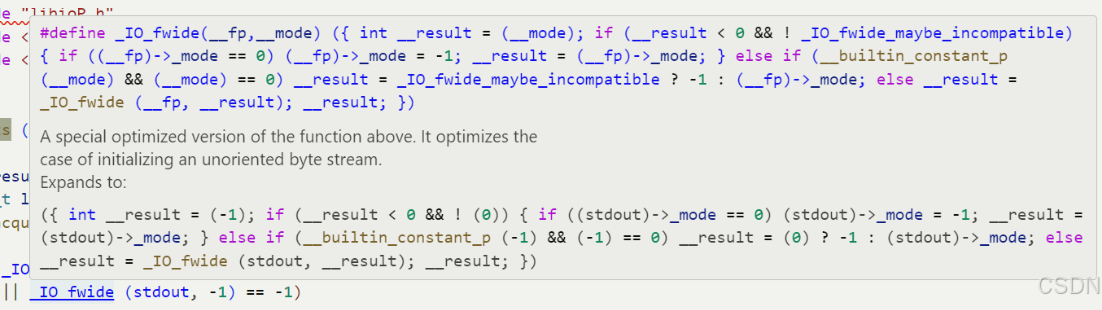 de "libioP.h"
#define _IO_fwide(__fp,__mode) ({ int __result = (__mode); if (__result < 0 && ! _IO_fwide_maybe_incompatible)
{ if ((__fp)->_mode == 0) (__fp)->_mode = -1; __result = (__fp)->_mode; } else if (__builtin_constant_p
(__mode) && (__mode) == 0) __result = _IO_fwide_maybe_incompatible ? -1 : (__fp)->_mode; else __result =
_IO_fwide (__fp, __result); __result; })
ts (
A special optimized version of the function above. It optimizes the
case of initializing an unoriented byte stream.
resu
Expands to:
_t l
({ int __result = (-1); if (__result < 0 && ! (0)) { if ((stdout)->_mode == 0) (stdout)->_mode = -1; __result =
acqu
(stdout)->_mode; } else if (__builtin_constant_p (-1) && (-1) == 0) __result = (0) ? -1 : (stdout)->_mode; else
__result = _IO_fwide (stdout, __result); __result; })
_IO
|| _IO_fwide (stdout, -1) == -1)
CSDN